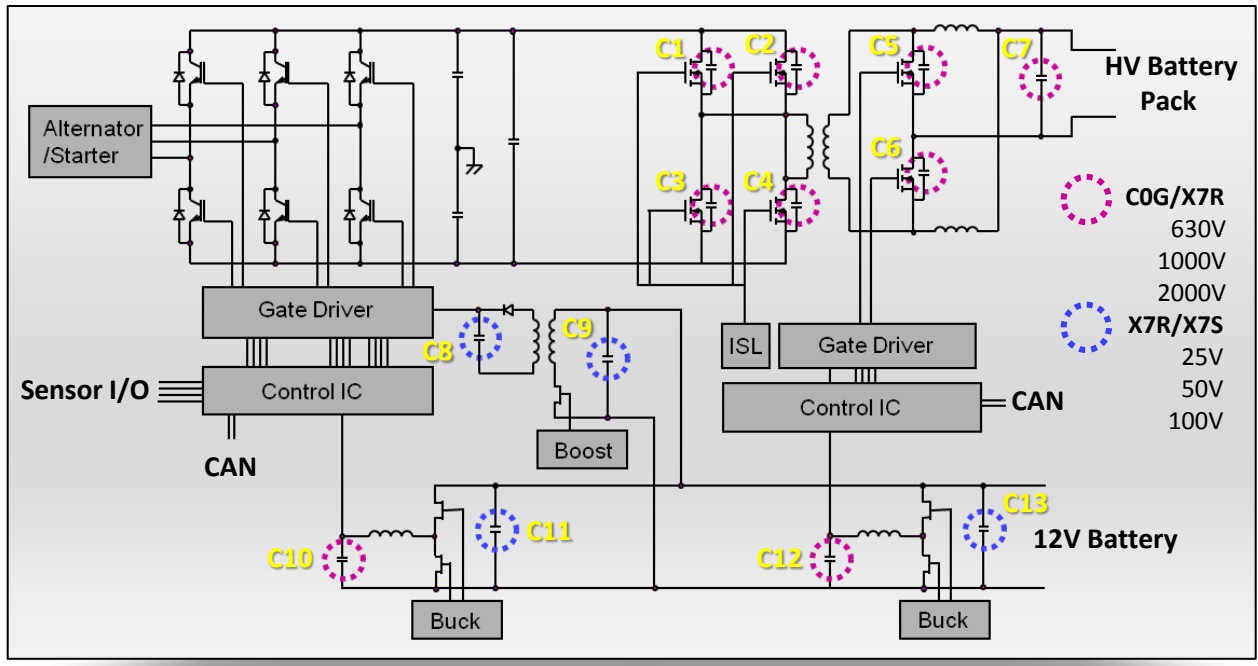 C1
C2
C5
C7
HV Battery
Pack
Alternator
/Starter
C3
C4
C6
C0G/X7R
630V
1000V
2000V
X7R/X7S
25V
50V
100V
Gate Driver
C8
C9
ISL
Gate Driver
Sensor I/O
Control IC
Control IC
CAN
CAN
Boost
C10
C11
C12
C13
12V Battery
Buck
Buck